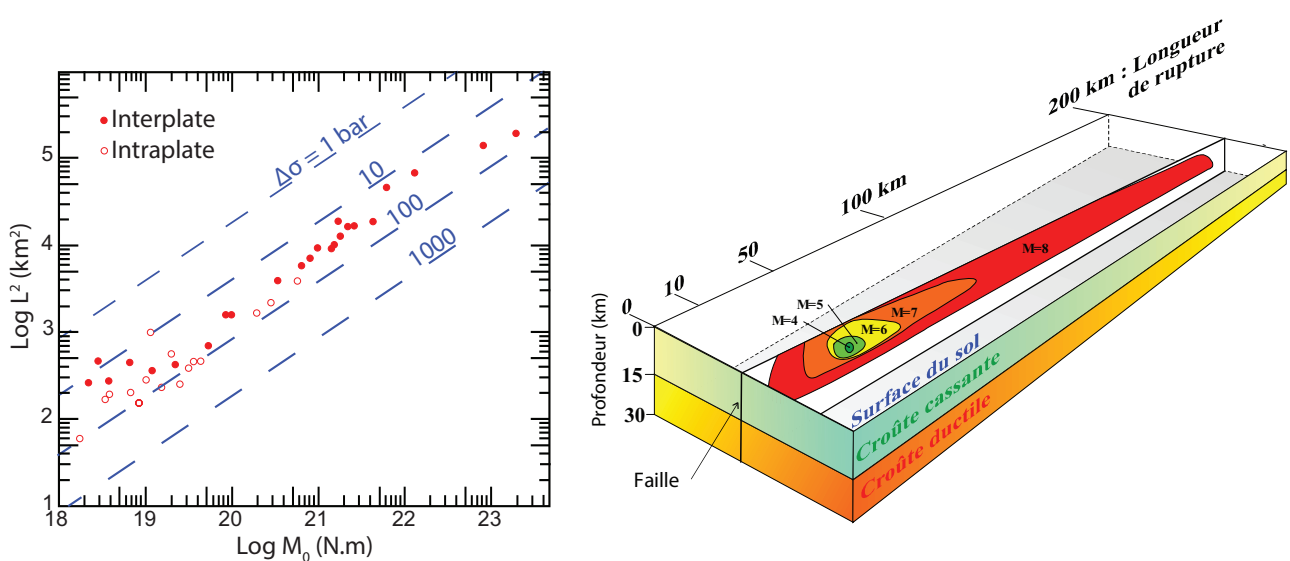 Interplate
Intraplate
Δσ = 1 bar
10
100
1000
5
4
3
2
1
18
19
20
21
22
23
Log L² (km²)
Log M₀ (N.m)
200 km : Longueur
de rupture
100 km
50
10
0
0
15
30
Profondeur (km)
M=8
M=7
M=6
M=5
M=4
Surface du sol
Croûte cassante
Croûte ductile
Faille